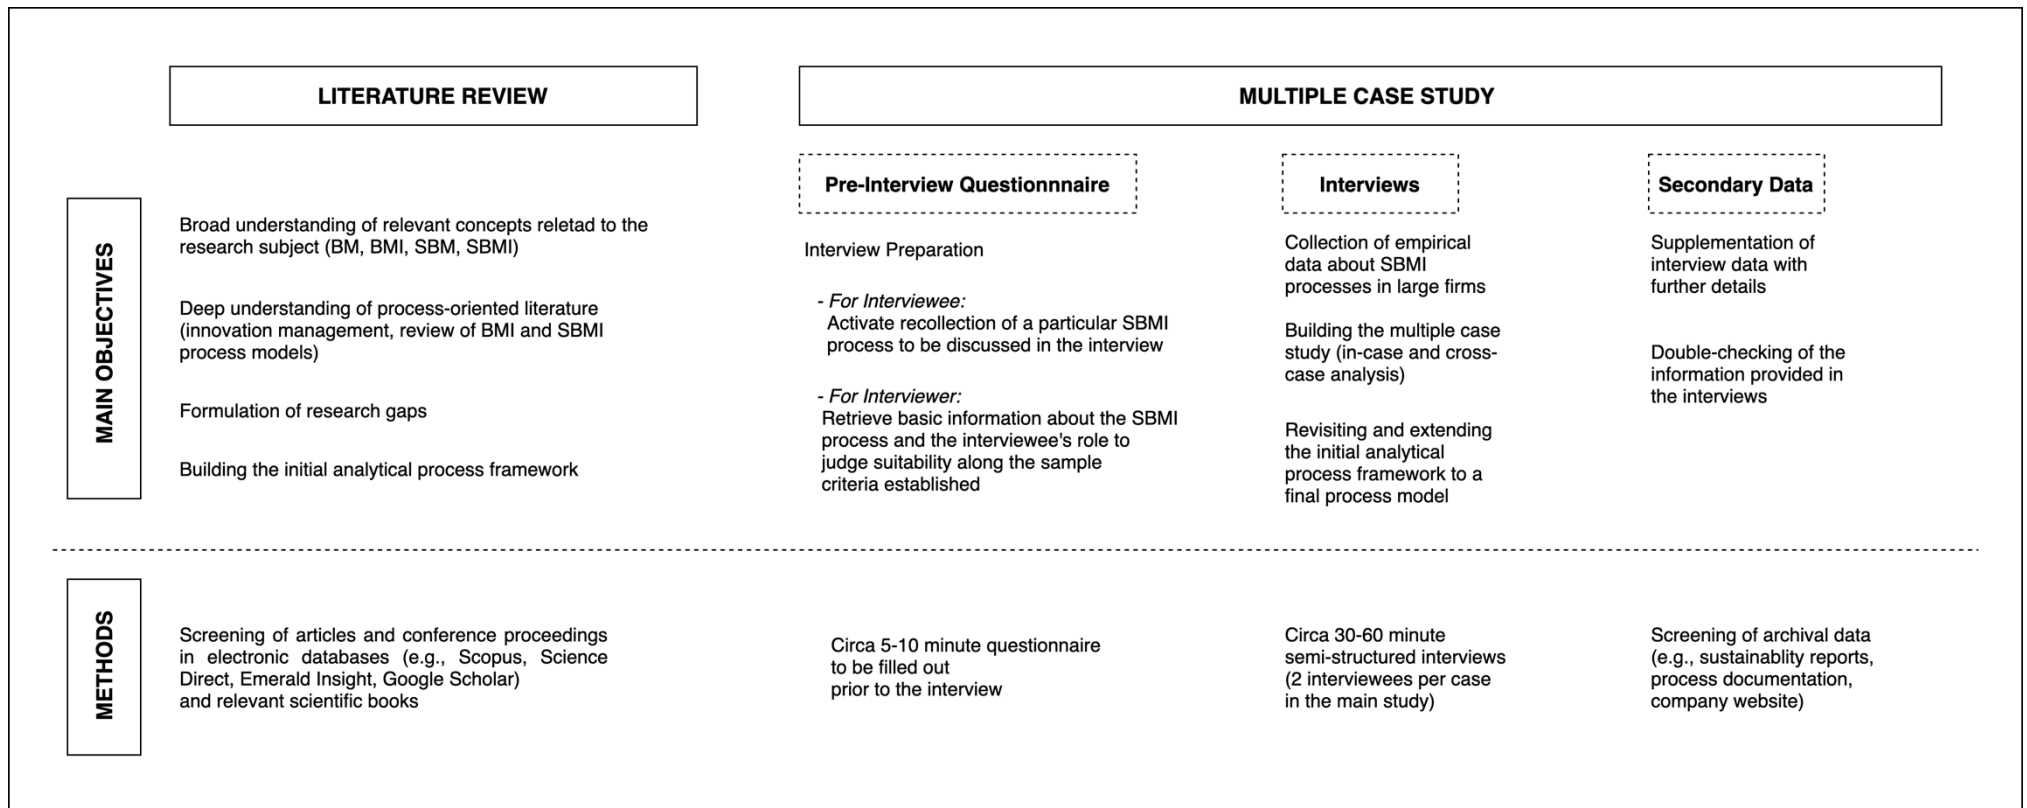 LITERATURE REVIEW
MULTIPLE CASE STUDY
Pre-Interview Questionnnaire
Interviews
Secondary Data
MAIN OBJECTIVES
Broad understanding of relevant concepts reletad to the
research subject (BM, BMI, SBM, SBMI)
Deep understanding of process-oriented literature
(innovation management, review of BMI and SBMI
process models)
Formulation of research gaps
Building the initial analytical process framework
Interview Preparation
- For Interviewee:
Activate recollection of a particular SBMI
process to be discussed in the interview
- For Interviewer:
Retrieve basic information about the SBMI
process and the interviewee's role to
judge suitability along the sample
criteria established
Collection of empirical
data about SBMI
processes in large firms
Building the multiple case
study (in-case and cross-
case analysis)
Revisiting and extending
the initial analytical
process framework to a
final process model
Supplementation of
interview data with
further details
Double-checking of the
information provided in
the interviews
METHODS
Screening of articles and conference proceedings
in electronic databases (e.g., Scopus, Science
Direct, Emerald Insight, Google Scholar)
and relevant scientific books
Circa 5-10 minute questionnaire
to be filled out
prior to the interview
Circa 30-60 minute
semi-structured interviews
(2 interviewees per case
in the main study)
Screening of archival data
(e.g., sustainablity reports,
process documentation,
company website)